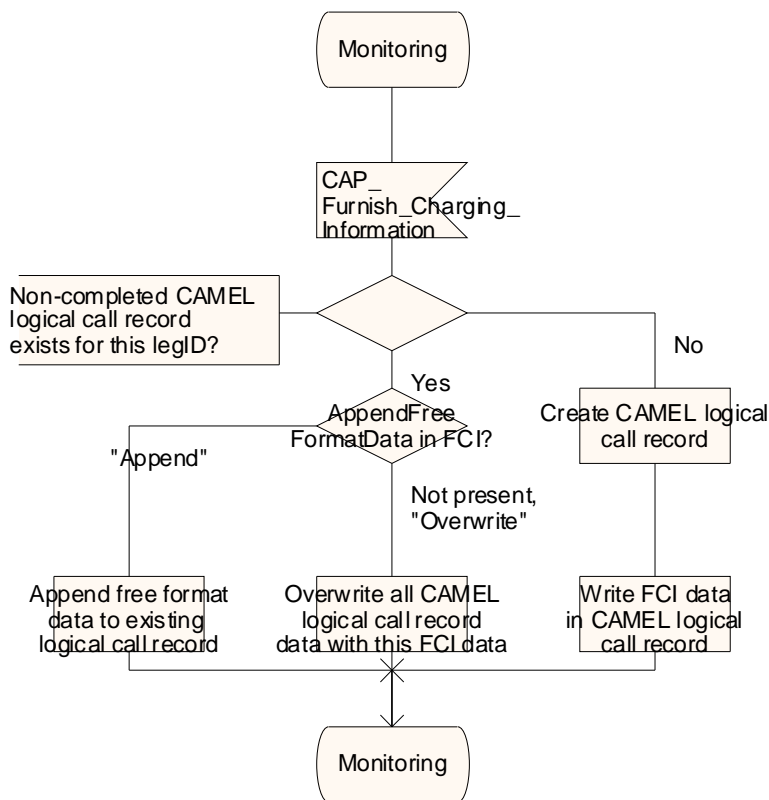 Monitoring
CAP_
Furnish_Charging_
Information
Non-completed CAMEL
logical call record
exists for this legID?
No
Yes
AppendFree
FormatData in FCI?
Create CAMEL logical
call record
"Append"
Not present,
"Overwrite"
Append free format
data to existing
logical call record
Overwrite all CAMEL
logical call record
data with this FCI data
Write FCI data
in CAMEL logical
call record
Monitoring